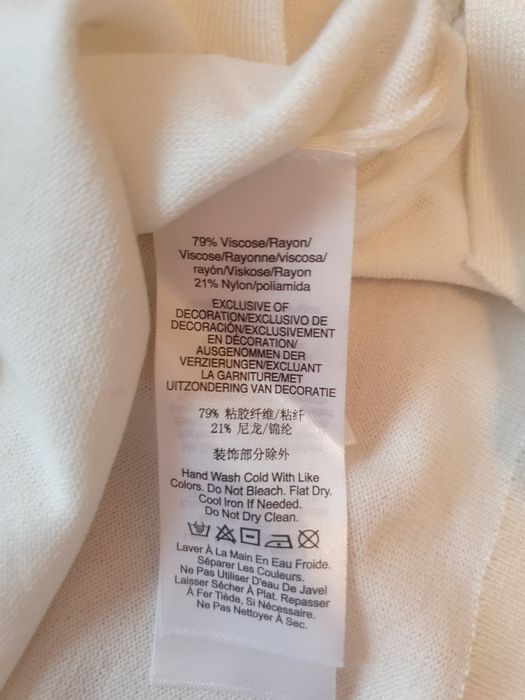 79% Viscose/Rayon/
Viscose/Rayonne/viscosa/
rayón/Viskose/Rayon
21% Nylon/poliamida
EXCLUSIVE OF
DECORATION/EXCLUSIVO DE
DECORACIÓN/EXCLUSIVEMENT
EN DÉCORATION/
AUSGENOMMEN DER
VERZIERUNGEN/EXCLUANT
LA GARNITURE/MET
UITZONDERING VAN DECORATIE
79% 粘胶纤维/粘纤
21% 尼龙/锦纶
装饰部分除外
Hand Wash Cold With Like
Colors. Do Not Bleach. Flat Dry.
Cool Iron If Needed.
Do Not Dry Clean.
Laver À La Main En Eau Froide.
Séparer Les Couleurs.
Ne Pas Utiliser D'eau De Javel
Laisser Sécher À Plat. Repasser
À Fer Tiède, Si Nécessaire.
Ne Pas Nettoyer À Sec.